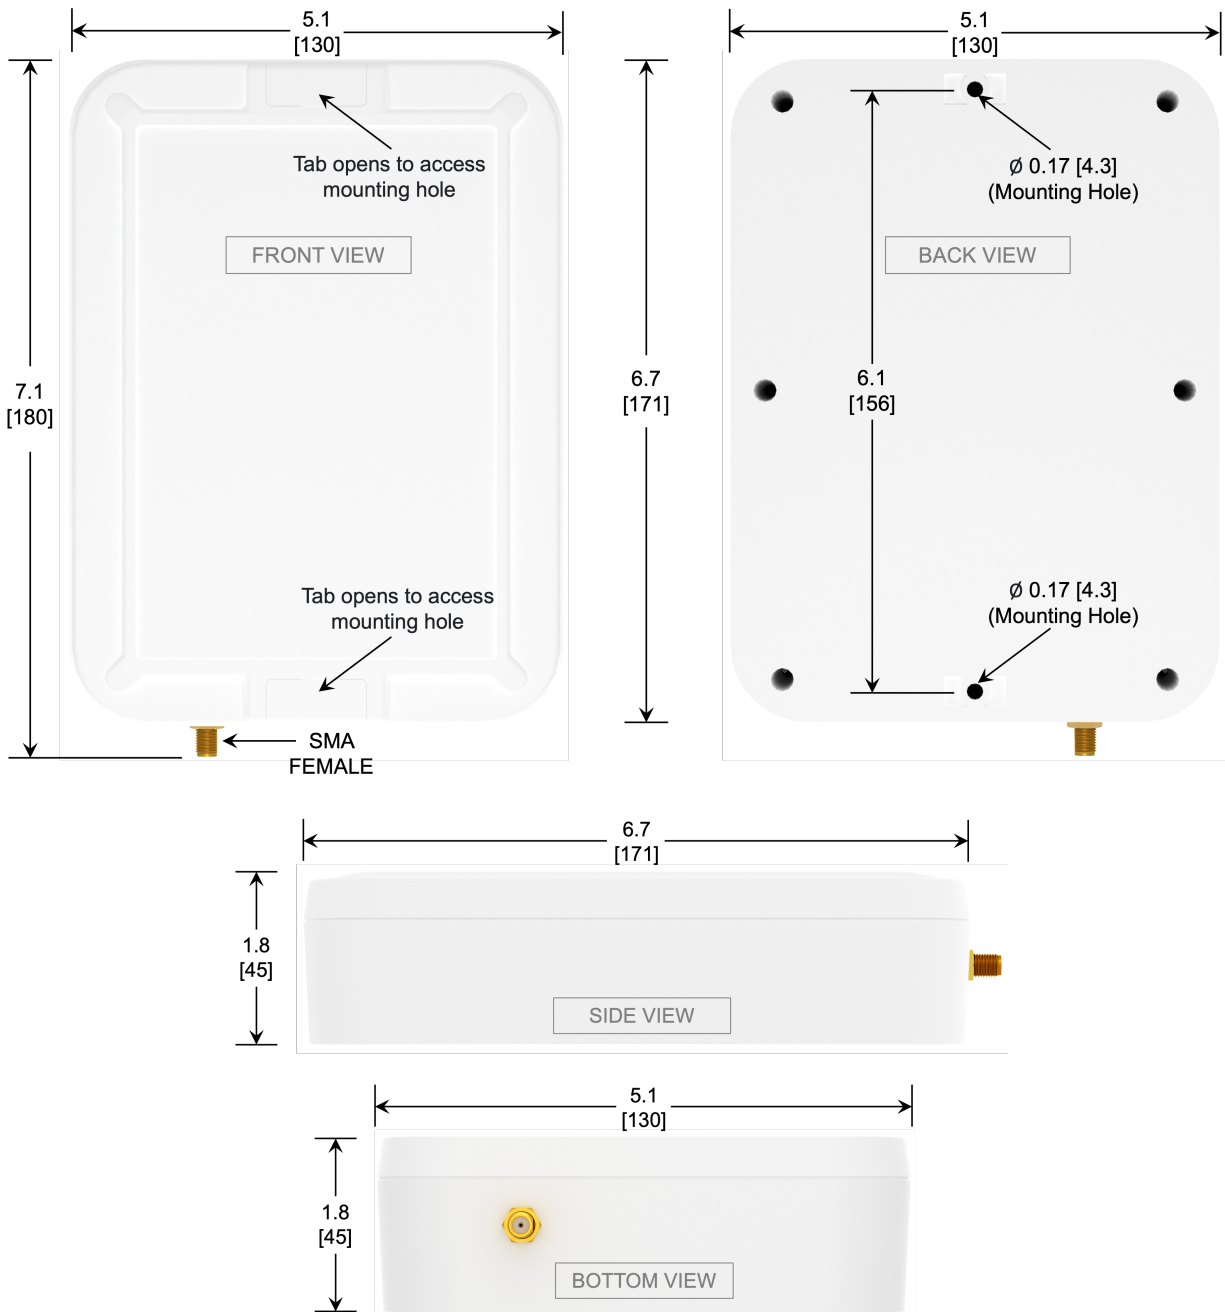 5.1
[130]
5.1
[130]
Tab opens to access
mounting hole
Ø 0.17 [4.3]
(Mounting Hole)
FRONT VIEW
BACK VIEW
7.1
[180]
6.7
[171]
6.1
[156]
Tab opens to access
mounting hole
Ø 0.17 [4.3]
(Mounting Hole)
SMA
FEMALE
6.7
[171]
1.8
[45]
SIDE VIEW
5.1
[130]
1.8
[45]
BOTTOM VIEW